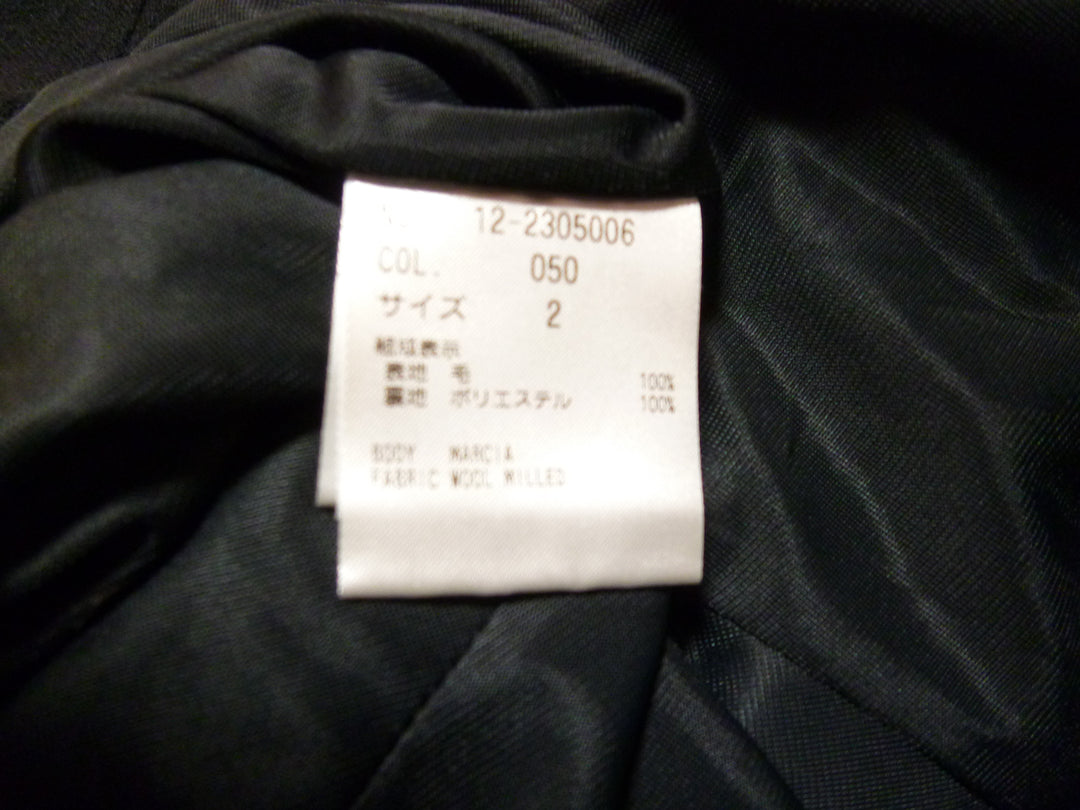 12-2305006
COL. 050
サイズ 2
組成表示
表地 毛 100%
裏地 ポリエステル 100%
BODY MARCIA
FABRIC WOOL MILLED